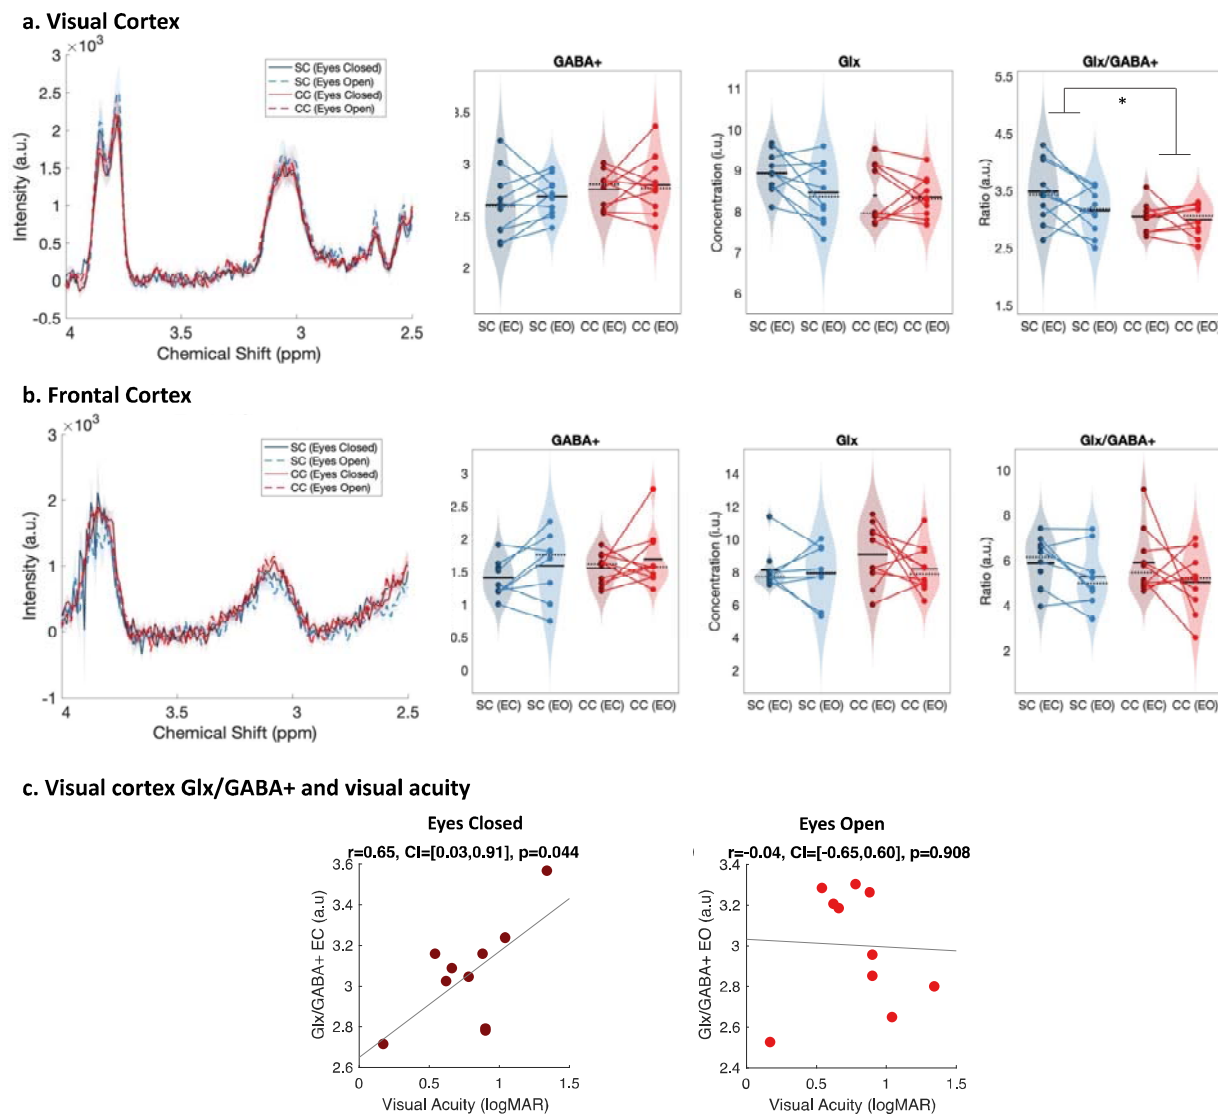 a. Visual Cortex
×10³
3
2.5
2
1.5
1
0.5
0
-0.5
Intensity (a.u.)
4
3.5
3
2.5
Chemical Shift (ppm)
SC (Eyes Closed)
SC (Eyes Open)
CC (Eyes Closed)
CC (Eyes Open)
GABA+
3.5
3
2.5
2
SC (EC)
SC (EO)
CC (EC)
CC (EO)
Glx
Concentration (i.u.)
11
10
9
8
7
6
SC (EC)
SC (EO)
CC (EC)
CC (EO)
Glx/GABA+
Ratio (a.u.)
5.5
4.5
3.5
2.5
1.5
*
SC (EC)
SC (EO)
CC (EC)
CC (EO)
b. Frontal Cortex
×10³
3
2
1
0
-1
Intensity (a.u.)
4
3.5
3
2.5
Chemical Shift (ppm)
SC (Eyes Closed)
SC (Eyes Open)
CC (Eyes Closed)
CC (Eyes Open)
GABA+
3
2.5
2
1.5
1
0.5
0
SC (EC)
SC (EO)
CC (EC)
CC (EO)
Glx
Concentration (i.u.)
14
12
10
8
6
4
2
SC (EC)
SC (EO)
CC (EC)
CC (EO)
Glx/GABA+
Ratio (a.u.)
10
8
6
4
2
SC (EC)
SC (EO)
CC (EC)
CC (EO)
c. Visual cortex Glx/GABA+ and visual acuity
Eyes Closed
r=0.65, CI=[0.03,0.91], p=0.044
Glx/GABA+ EC (a.u)
3.6
3.4
3.2
3
2.8
2.6
0
0.5
1
1.5
Visual Acuity (logMAR)
Eyes Open
r=-0.04, CI=[-0.65,0.60], p=0.908
Glx/GABA+ EO (a.u)
3.4
3.2
3
2.8
2.6
2.4
0
0.5
1
1.5
Visual Acuity (logMAR)